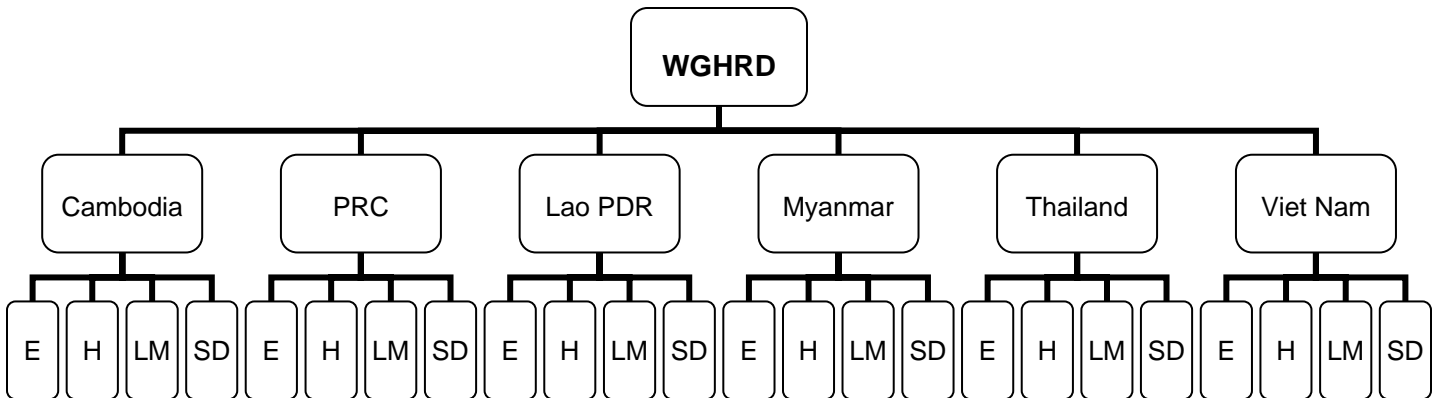 WGHRD
Cambodia
PRC
Lao PDR
Myanmar
Thailand
Viet Nam
E
H
LM
SD
E
H
LM
SD
E
H
LM
SD
E
H
LM
SD
E
H
LM
SD
E
H
LM
SD